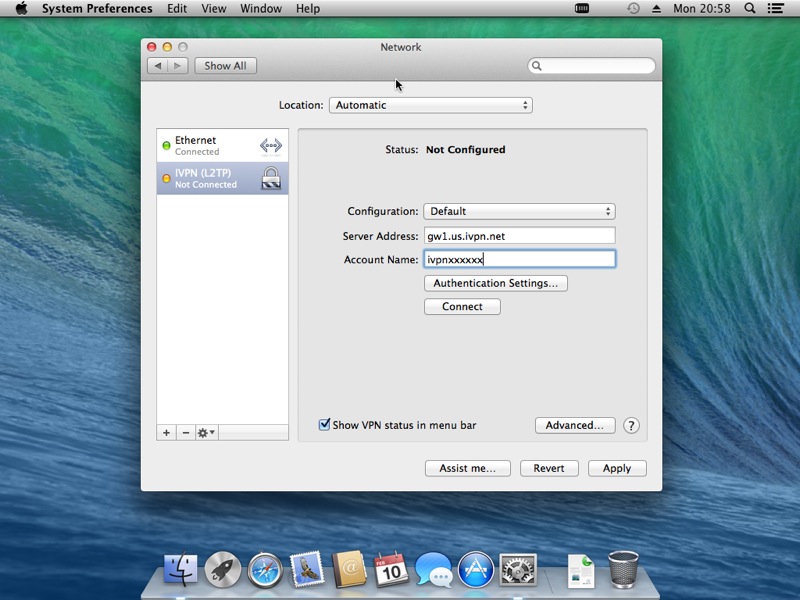 System Preferences Edit View Window Help Mon 20:58
Network
Show All
Location: Automatic
Ethernet
Connected
IVPN (L2TP)
Not Connected
Status: Not Configured
Configuration: Default
Server Address: gw1.us.ivpn.net
Account Name: ivpnxxxxxx
Authentication Settings...
Connect
Show VPN status in menu bar
Advanced... ?
Assist me... Revert Apply
FEB
10